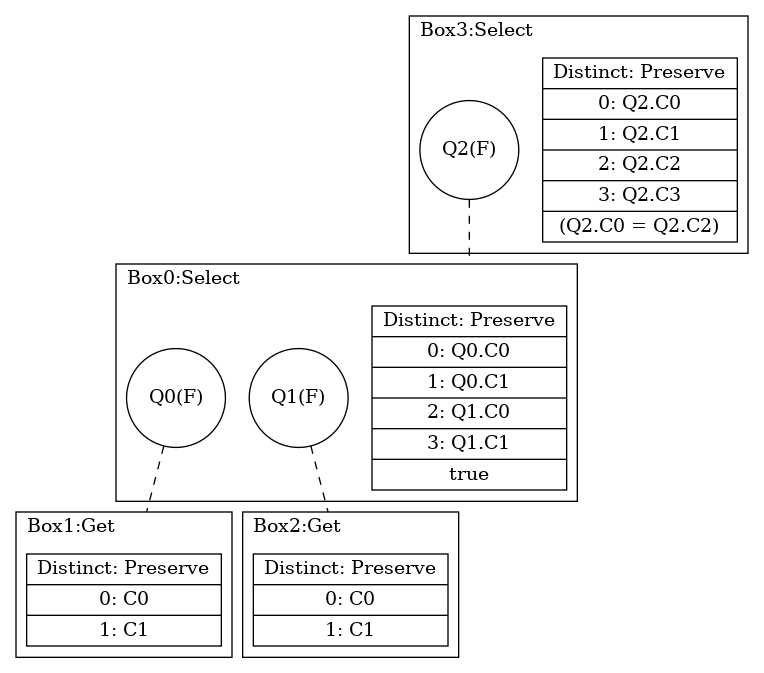 Box3:Select
Q2(F)
Distinct: Preserve
0: Q2.C0
1: Q2.C1
2: Q2.C2
3: Q2.C3
(Q2.C0 = Q2.C2)
Box0:Select
Q0(F)
Q1(F)
Distinct: Preserve
0: Q0.C0
1: Q0.C1
2: Q1.C0
3: Q1.C1
true
Box1:Get
Distinct: Preserve
0: C0
1: C1
Box2:Get
Distinct: Preserve
0: C0
1: C1